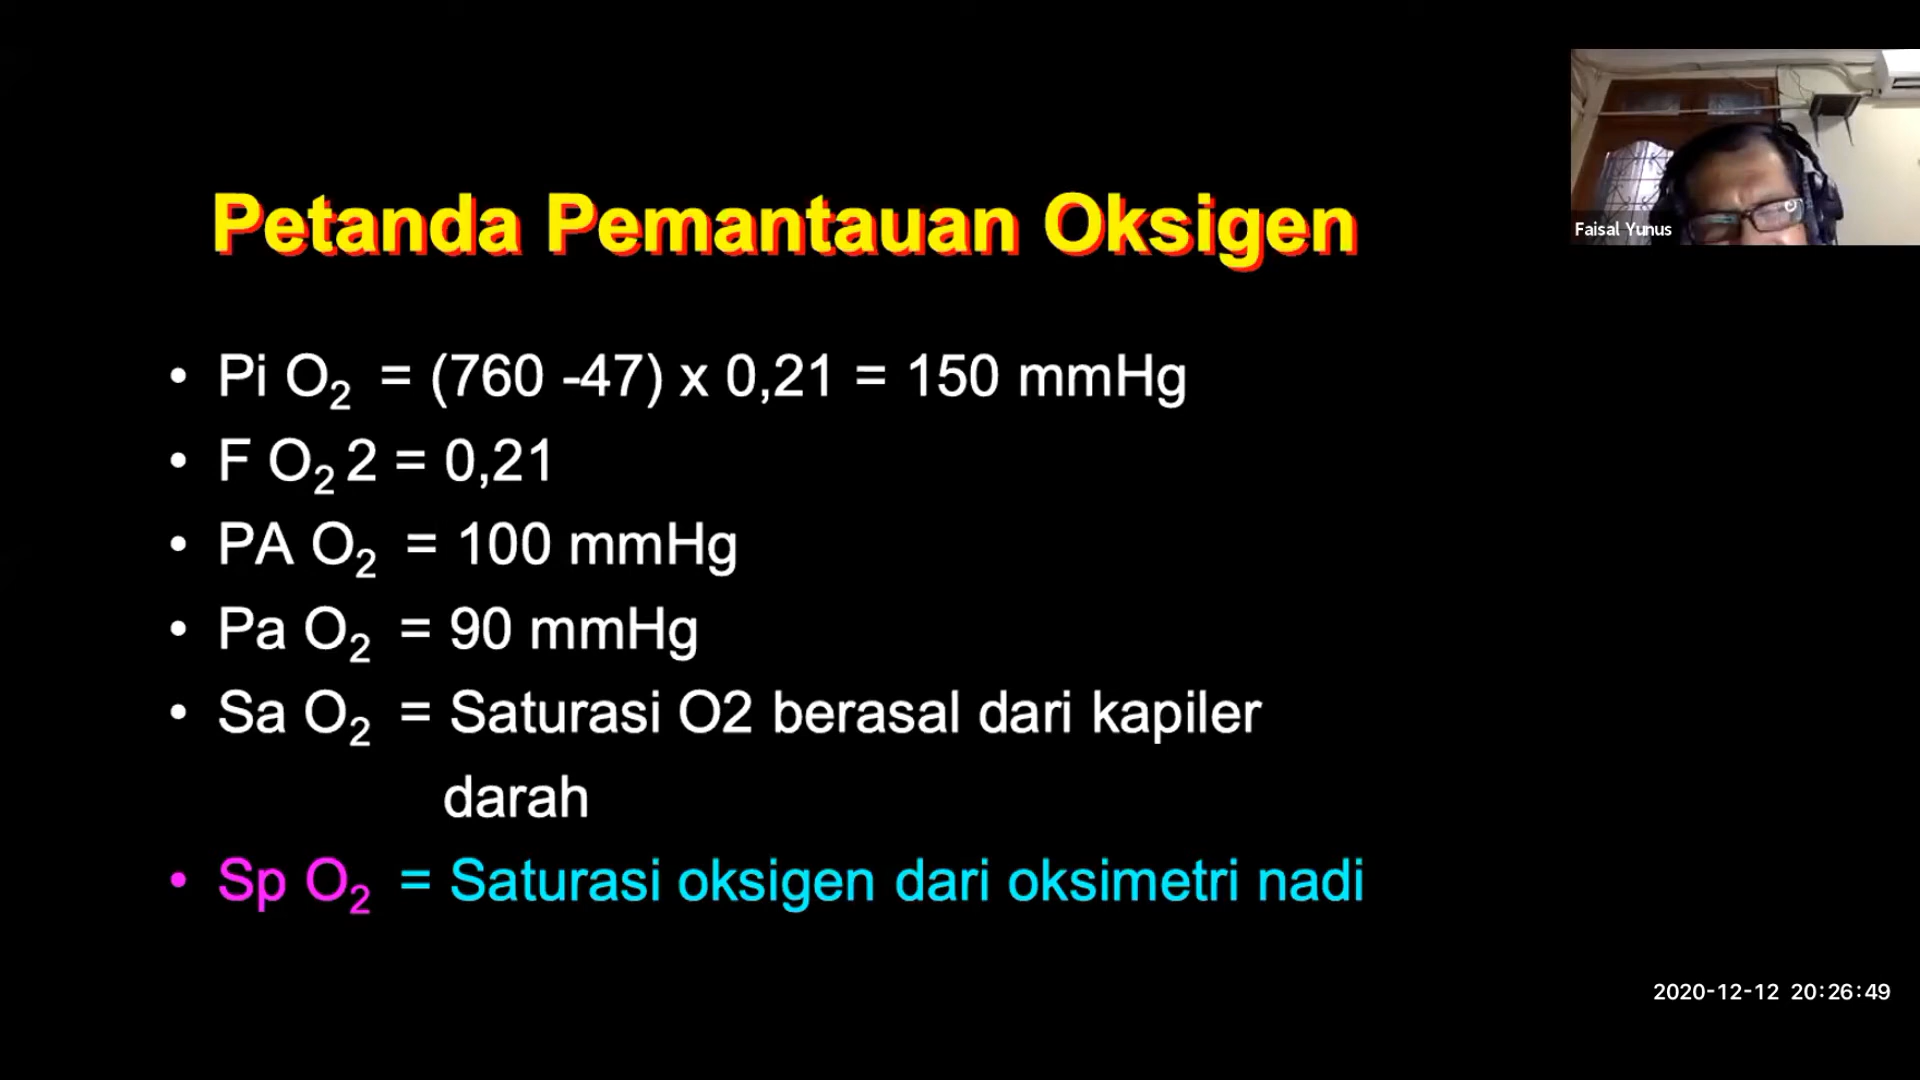 Petanda Pemantauan Oksigen
Faisal Yunus
• Pi O₂ = (760 -47) x 0,21 = 150 mmHg
• F O₂ 2 = 0,21
• PA O₂ = 100 mmHg
• Pa O₂ = 90 mmHg
• Sa O₂ = Saturasi O2 berasal dari kapiler
darah
• Sp O₂ = Saturasi oksigen dari oksimetri nadi
2020-12-12 20:26:49